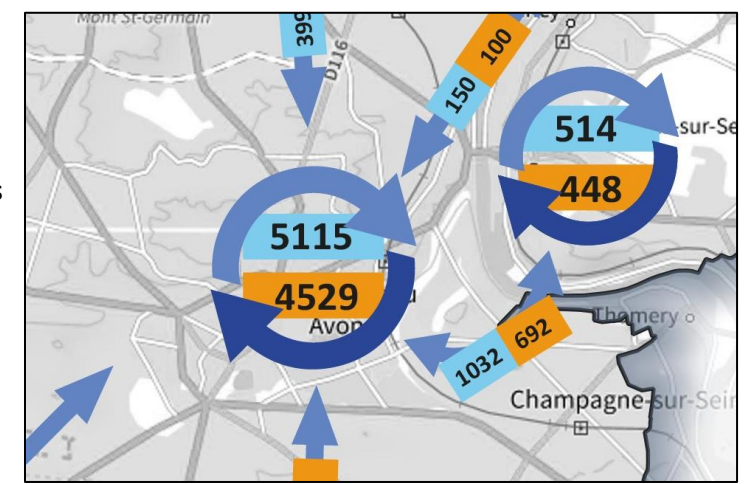 Mont St-Germain
399
D116
100
150
514
sur-Se
448
5115
4529
Avon
Thomery
692
1032
Champagne-sur-Sein